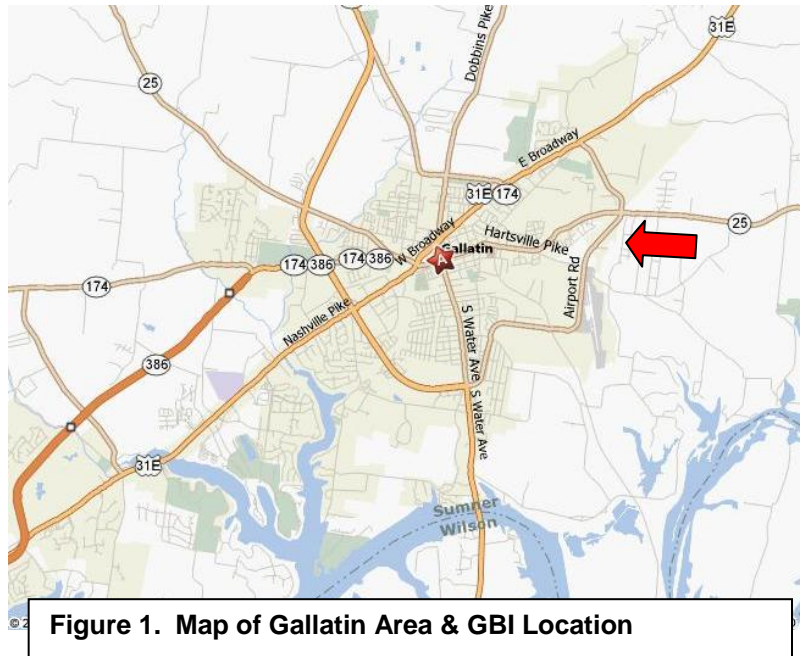 31E
Dobbins Pike
25
E Broadway
31E 174
W Broadway
Hartsville Pike
25
Gallatin
A
174 386 174 386
174
Nashville Pike
Airport Rd
S Water Ave
386
S Water Ave
31E
Sumner
Wilson
© 2
Figure 1. Map of Gallatin Area & GBI Location